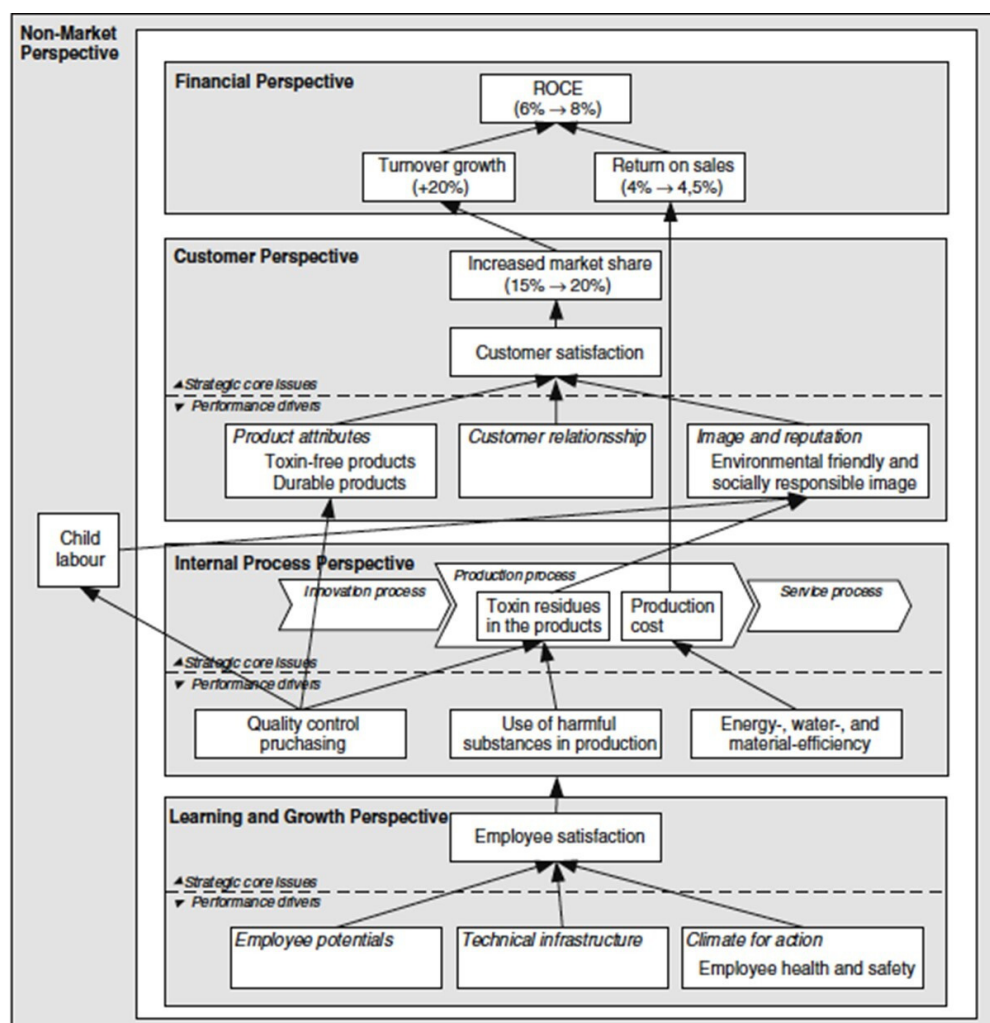 Non-Market
Perspective
Financial Perspective
ROCE
(6% → 8%)
Turnover growth
(+20%)
Return on sales
(4% → 4,5%)
Customer Perspective
Increased market share
(15% → 20%)
Customer satisfaction
Strategic core issues
Performance drivers
Product attributes
Toxin-free products
Durable products
Customer relationsship
Image and reputation
Environmental friendly and
socially responsible image
Child
labour
Internal Process Perspective
Innovation process
Production process
Service process
Toxin residues
in the products
Production
cost
Strategic core issues
Performance drivers
Quality control
pruchasing
Use of harmful
substances in production
Energy-, water-, and
material-efficiency
Learning and Growth Perspective
Employee satisfaction
Strategic core issues
Performance drivers
Employee potentials
Technical infrastructure
Climate for action
Employee health and safety